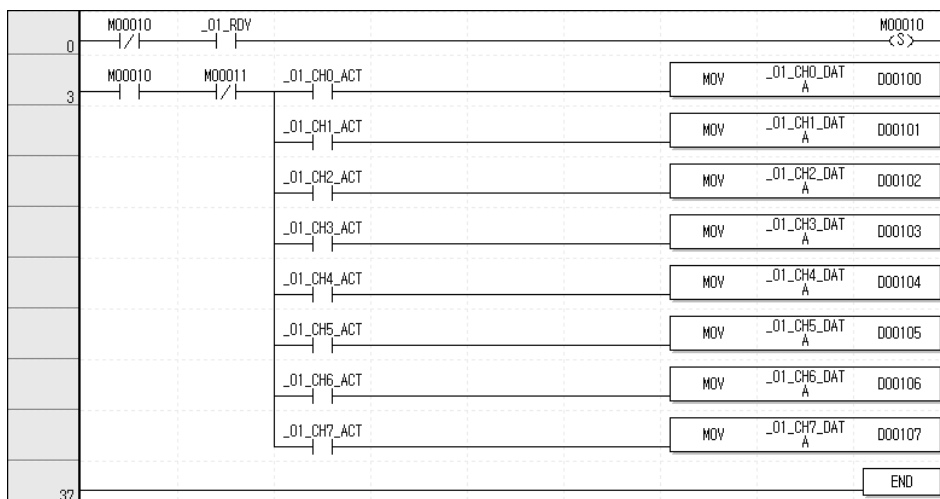 M00010 _01_RDY M00010
0 S
M00010 M00011 _01_CH0_ACT MOV _01_CH0_DAT
A D00100
3
_01_CH1_ACT MOV _01_CH1_DAT
A D00101
_01_CH2_ACT MOV _01_CH2_DAT
A D00102
_01_CH3_ACT MOV _01_CH3_DAT
A D00103
_01_CH4_ACT MOV _01_CH4_DAT
A D00104
_01_CH5_ACT MOV _01_CH5_DAT
A D00105
_01_CH6_ACT MOV _01_CH6_DAT
A D00106
_01_CH7_ACT MOV _01_CH7_DAT
A D00107
END
37